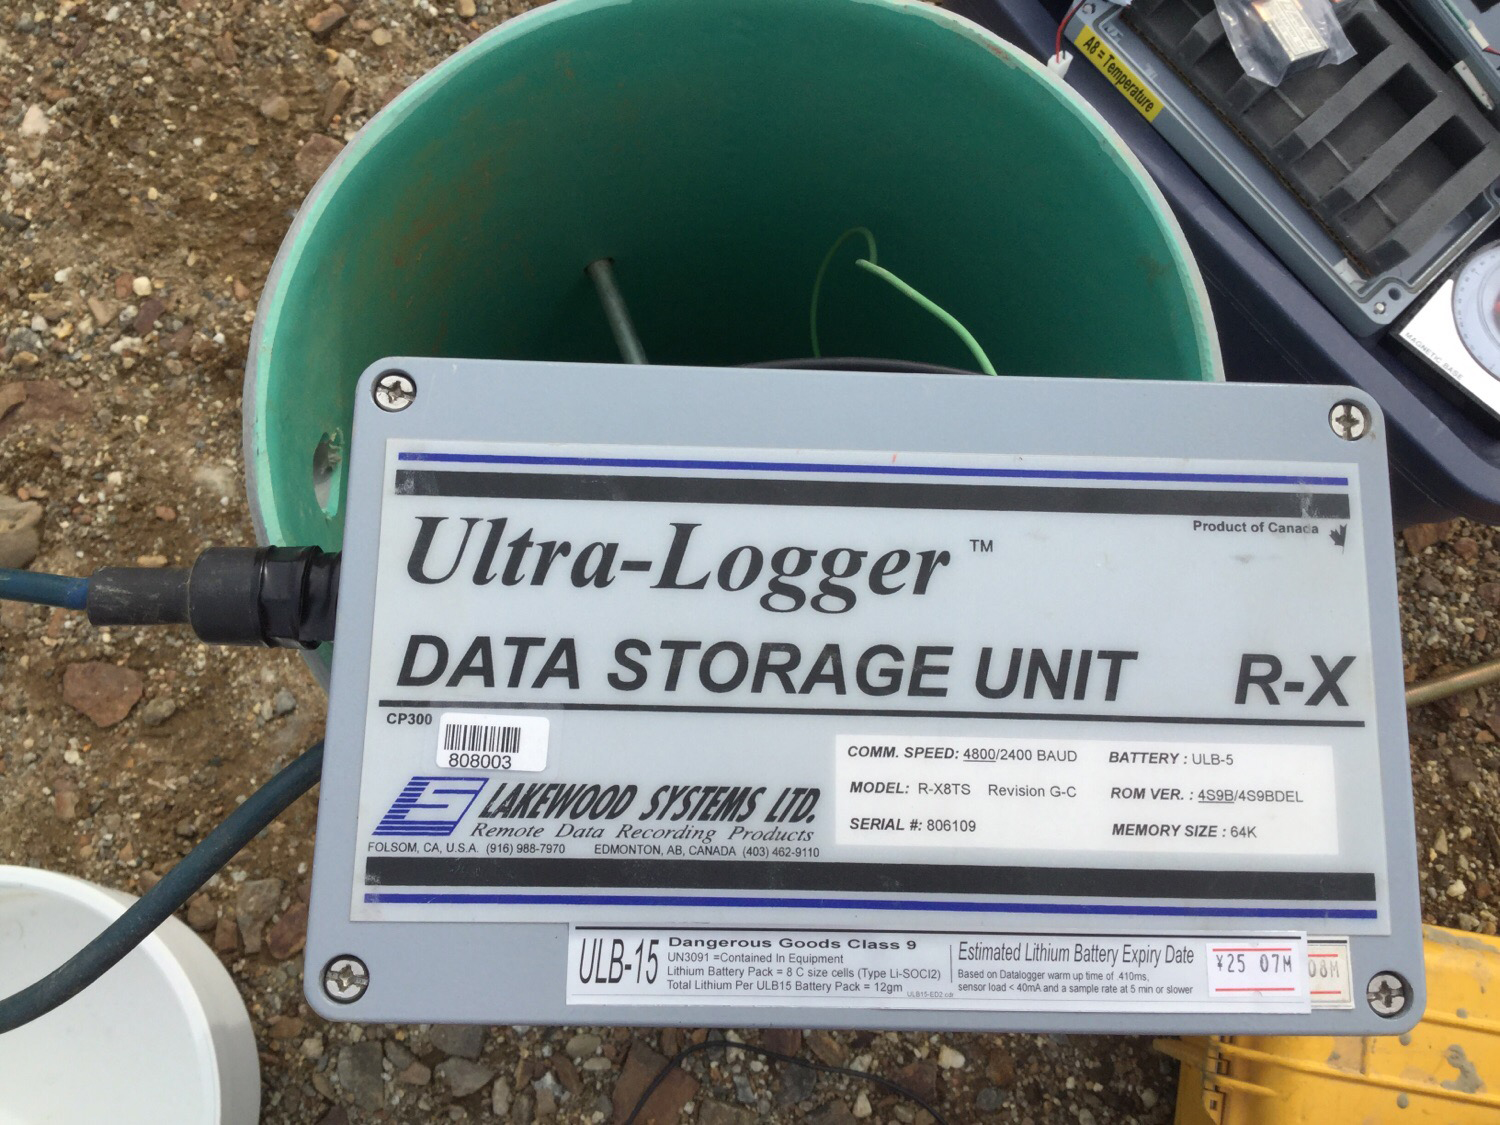 A8 = Temperature
MAGNETIC BASE
Ultra-Logger ™
Product of Canada
DATA STORAGE UNIT R-X
CP300
808003
LAKEWOOD SYSTEMS LTD.
Remote Data Recording Products
FOLSOM, CA, U.S.A. (916) 988-7970 EDMONTON, AB, CANADA (403) 462-9110
COMM. SPEED: 4800/2400 BAUD BATTERY : ULB-5
MODEL: R-X8TS Revision G-C ROM VER. : 4S9B/4S9BDEL
SERIAL #: 806109 MEMORY SIZE : 64K
ULB-15
Dangerous Goods Class 9
UN3091 =Contained In Equipment
Lithium Battery Pack = 8 C size cells (Type Li-SOCl2)
Total Lithium Per ULB15 Battery Pack = 12gm
ULB15-ED2.cdr
Estimated Lithium Battery Expiry Date
Based on Datalogger warm up time of 410ms,
sensor load < 40mA and a sample rate at 5 min or slower
¥25 07M
08M